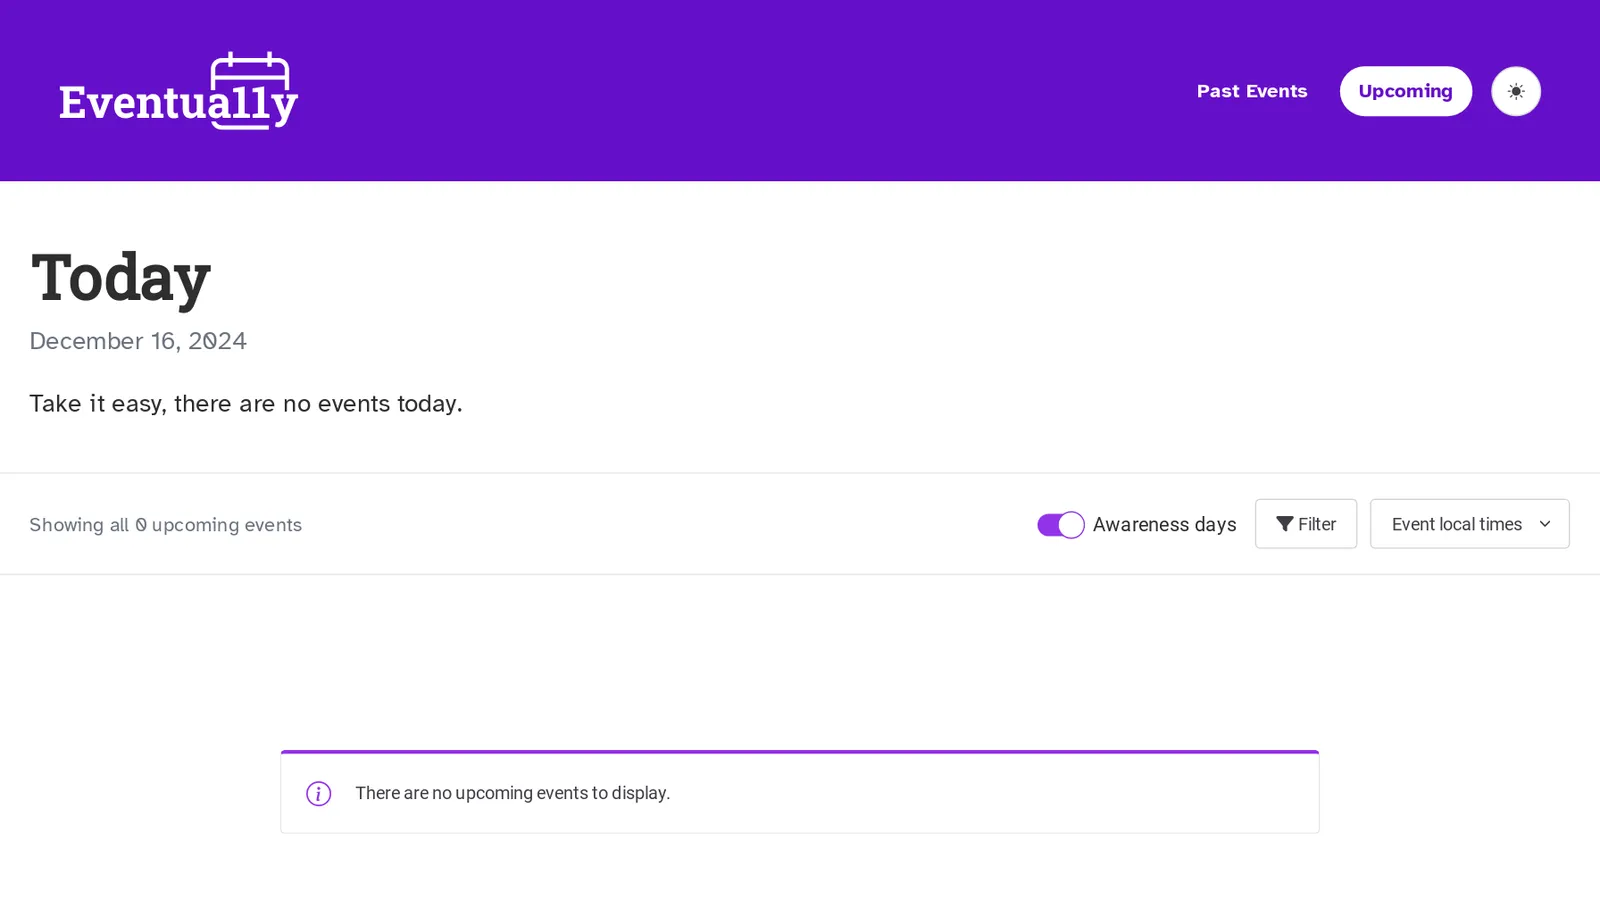 Eventua11y
Past Events
Upcoming
Today
December 16, 2024
Take it easy, there are no events today.
Showing all 0 upcoming events
Awareness days
Filter
Event local times
There are no upcoming events to display.